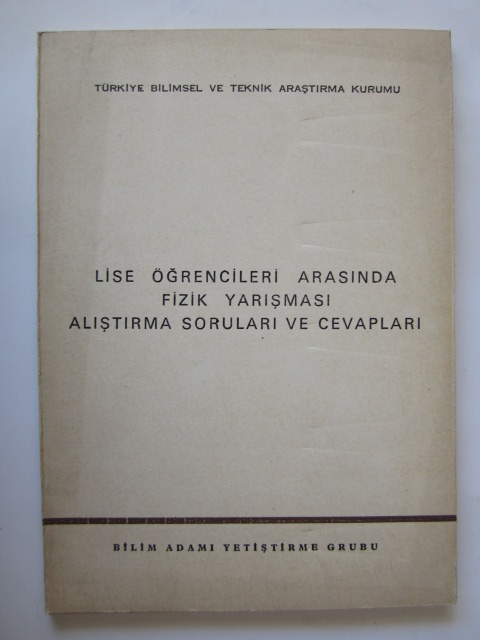 TÜRKİYE BİLİMSEL VE TEKNİK ARAŞTIRMA KURUMU
LİSE ÖĞRENCİLERİ ARASINDA
FİZİK YARIŞMASI
ALIŞTIRMA SORULARI VE CEVAPLARI
BİLİM ADAMI YETİŞTİRME GRUBU